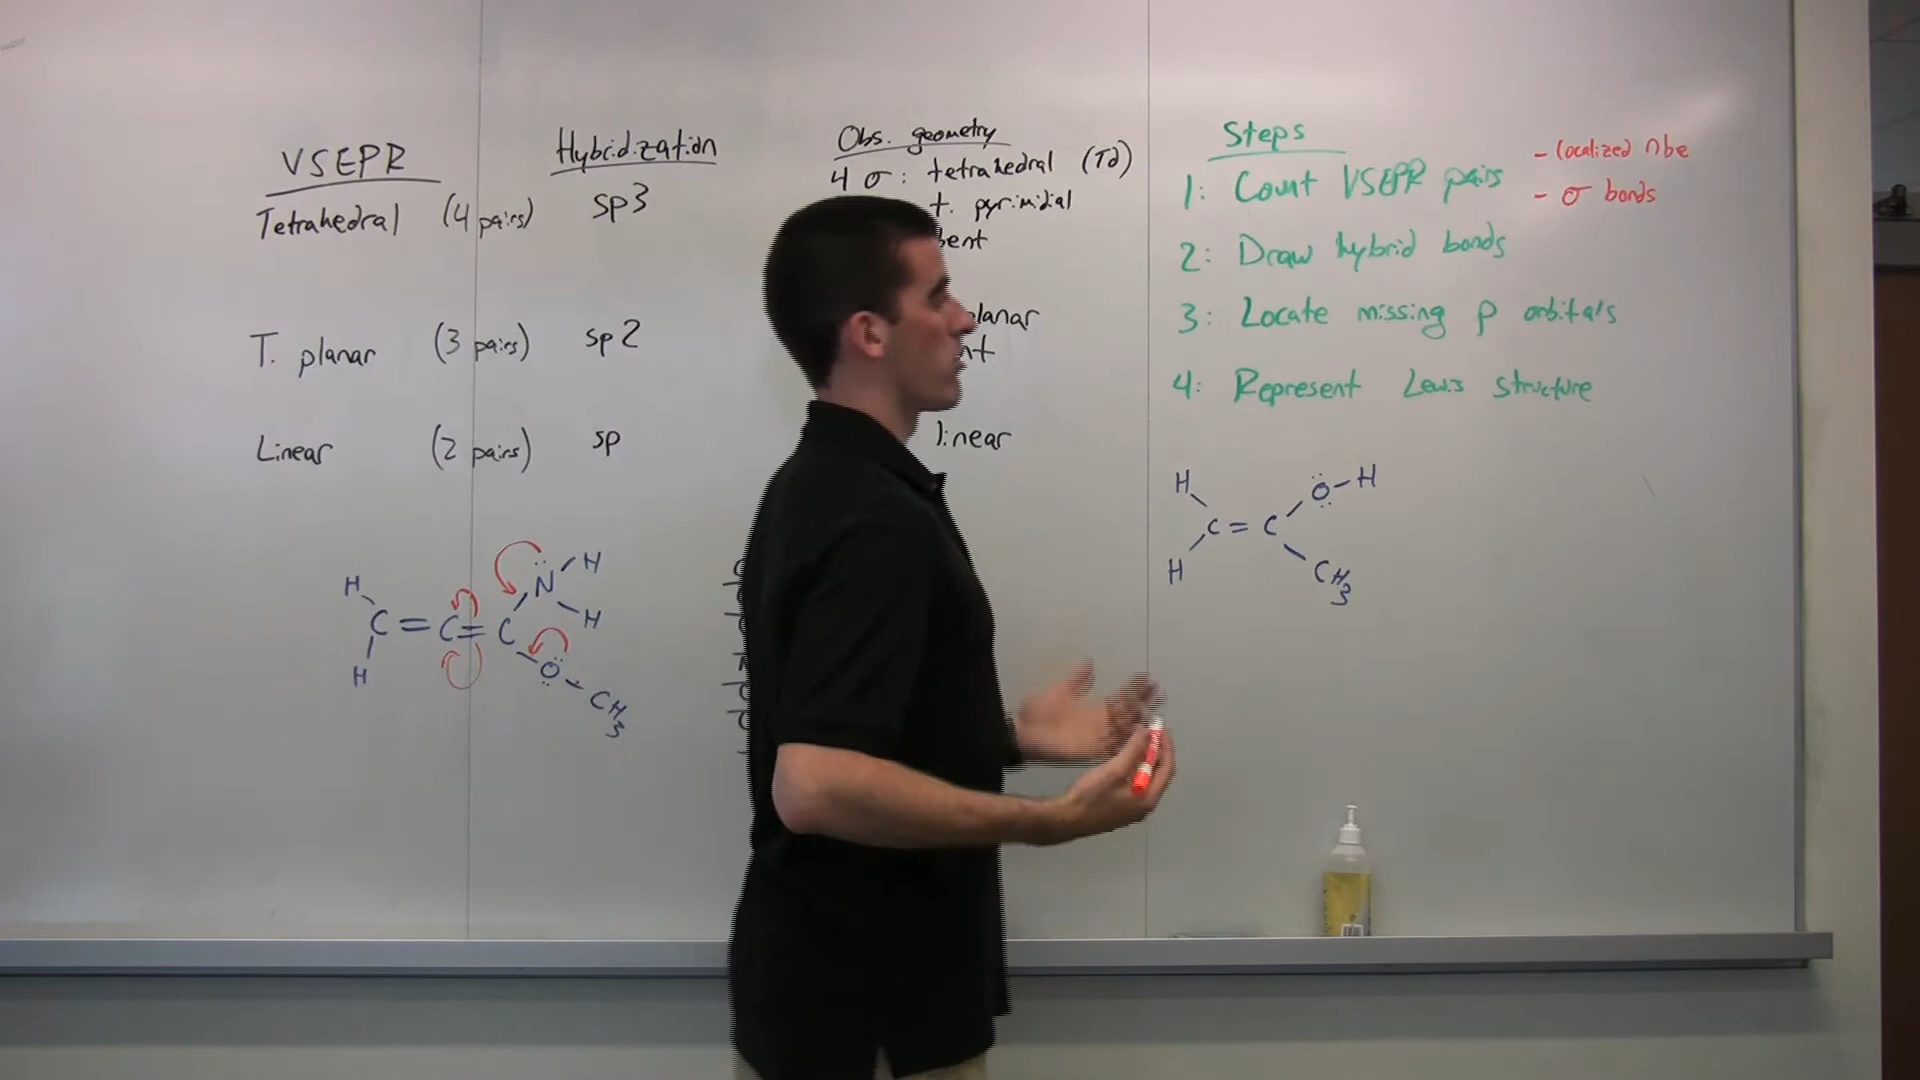 VSEPR
Tetrahedral (4 pairs)
T. planar (3 pairs)
Linear (2 pairs)
Hybridization
sp3
sp2
sp
Obs. geometry
4 σ: tetrahedral (Td)
t. pyrimidial
bent
planar
linear
Steps
1: Count VSEPR pairs
- localized nbe
- σ bonds
2: Draw hybrid bonds
3: Locate missing p orbitals
4: Represent Lewis structure
H
N H
H C = C = C H
H O - CH3
H O - H
C = C
H CH3